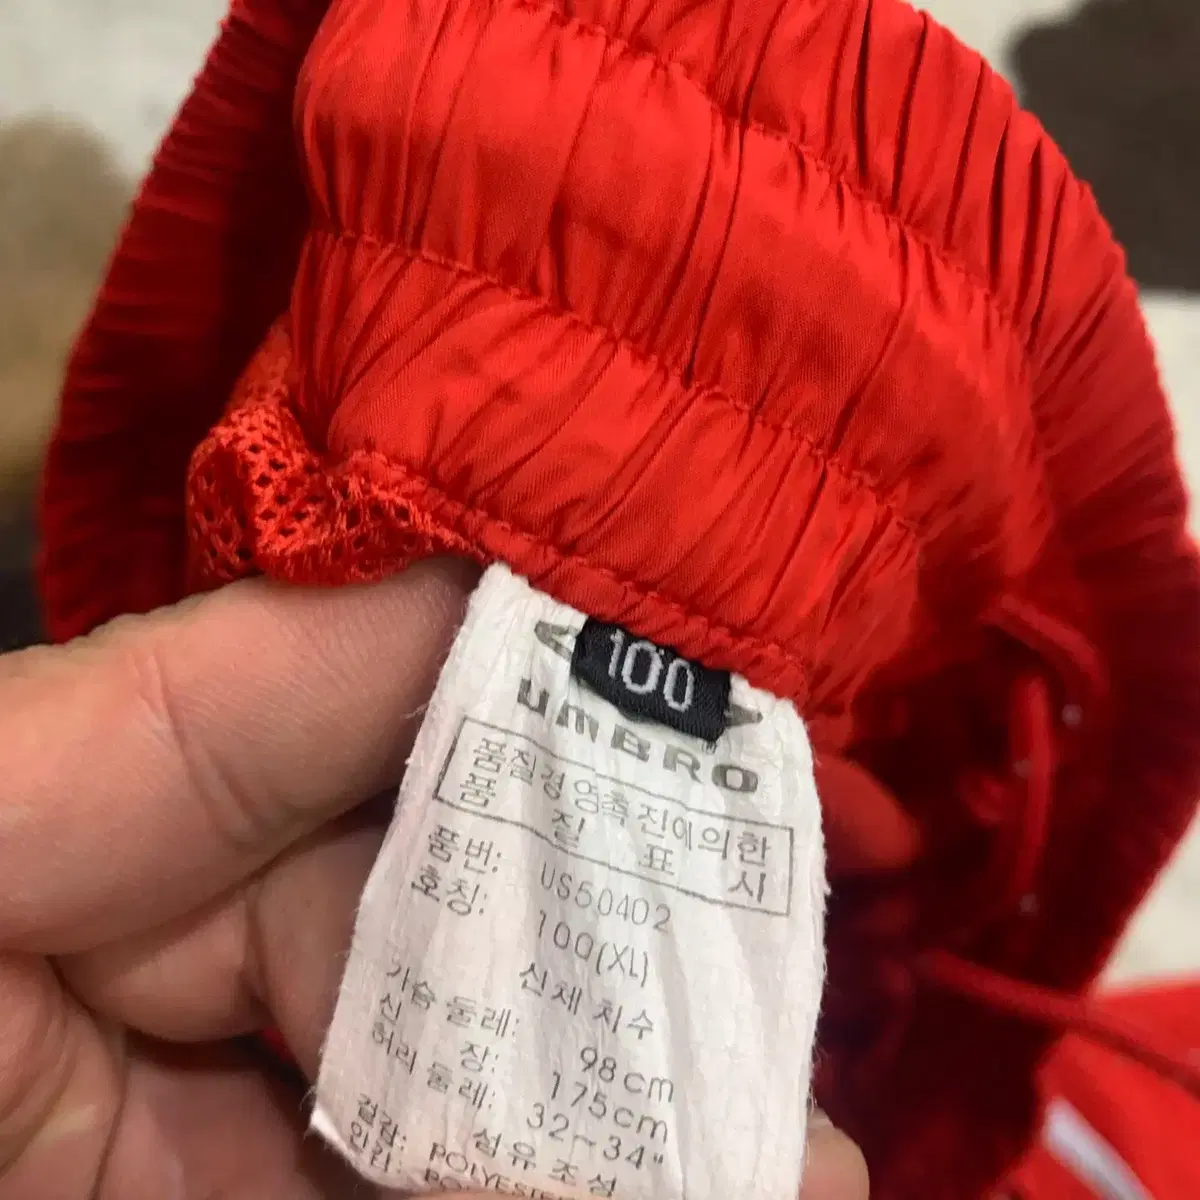 100
UMBRO
품질경영촉진에의한
품 질 표 시
품번: US50402
호칭: 100(XL)
신체 치수
가슴 둘레: 98cm
신 장: 175cm
허리 둘레: 32~34"
섬유 조성
겉감: POLYESTER
안감: